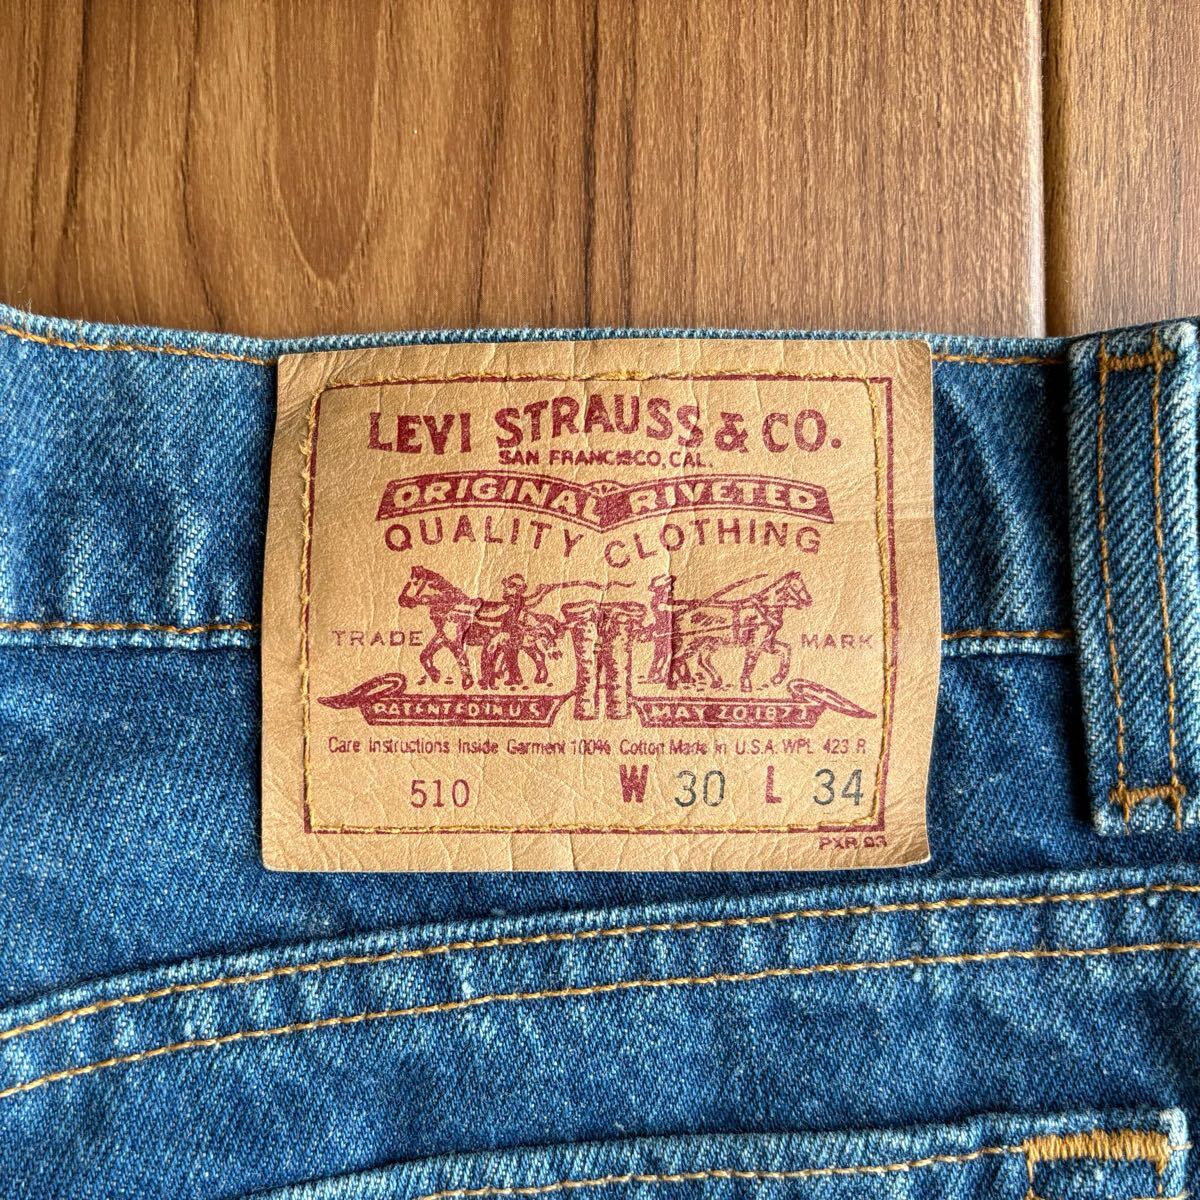 LEVI STRAUSS & CO.
SAN FRANCISCO, CAL.
ORIGINAL RIVETED
QUALITY CLOTHING
TRADE MARK
PATENTED IN U.S. MAY 20 1873
Care Instructions Inside Garment 100% Cotton Made in U.S.A. WPL 423 R
510 W 30 L 34
PXR 03